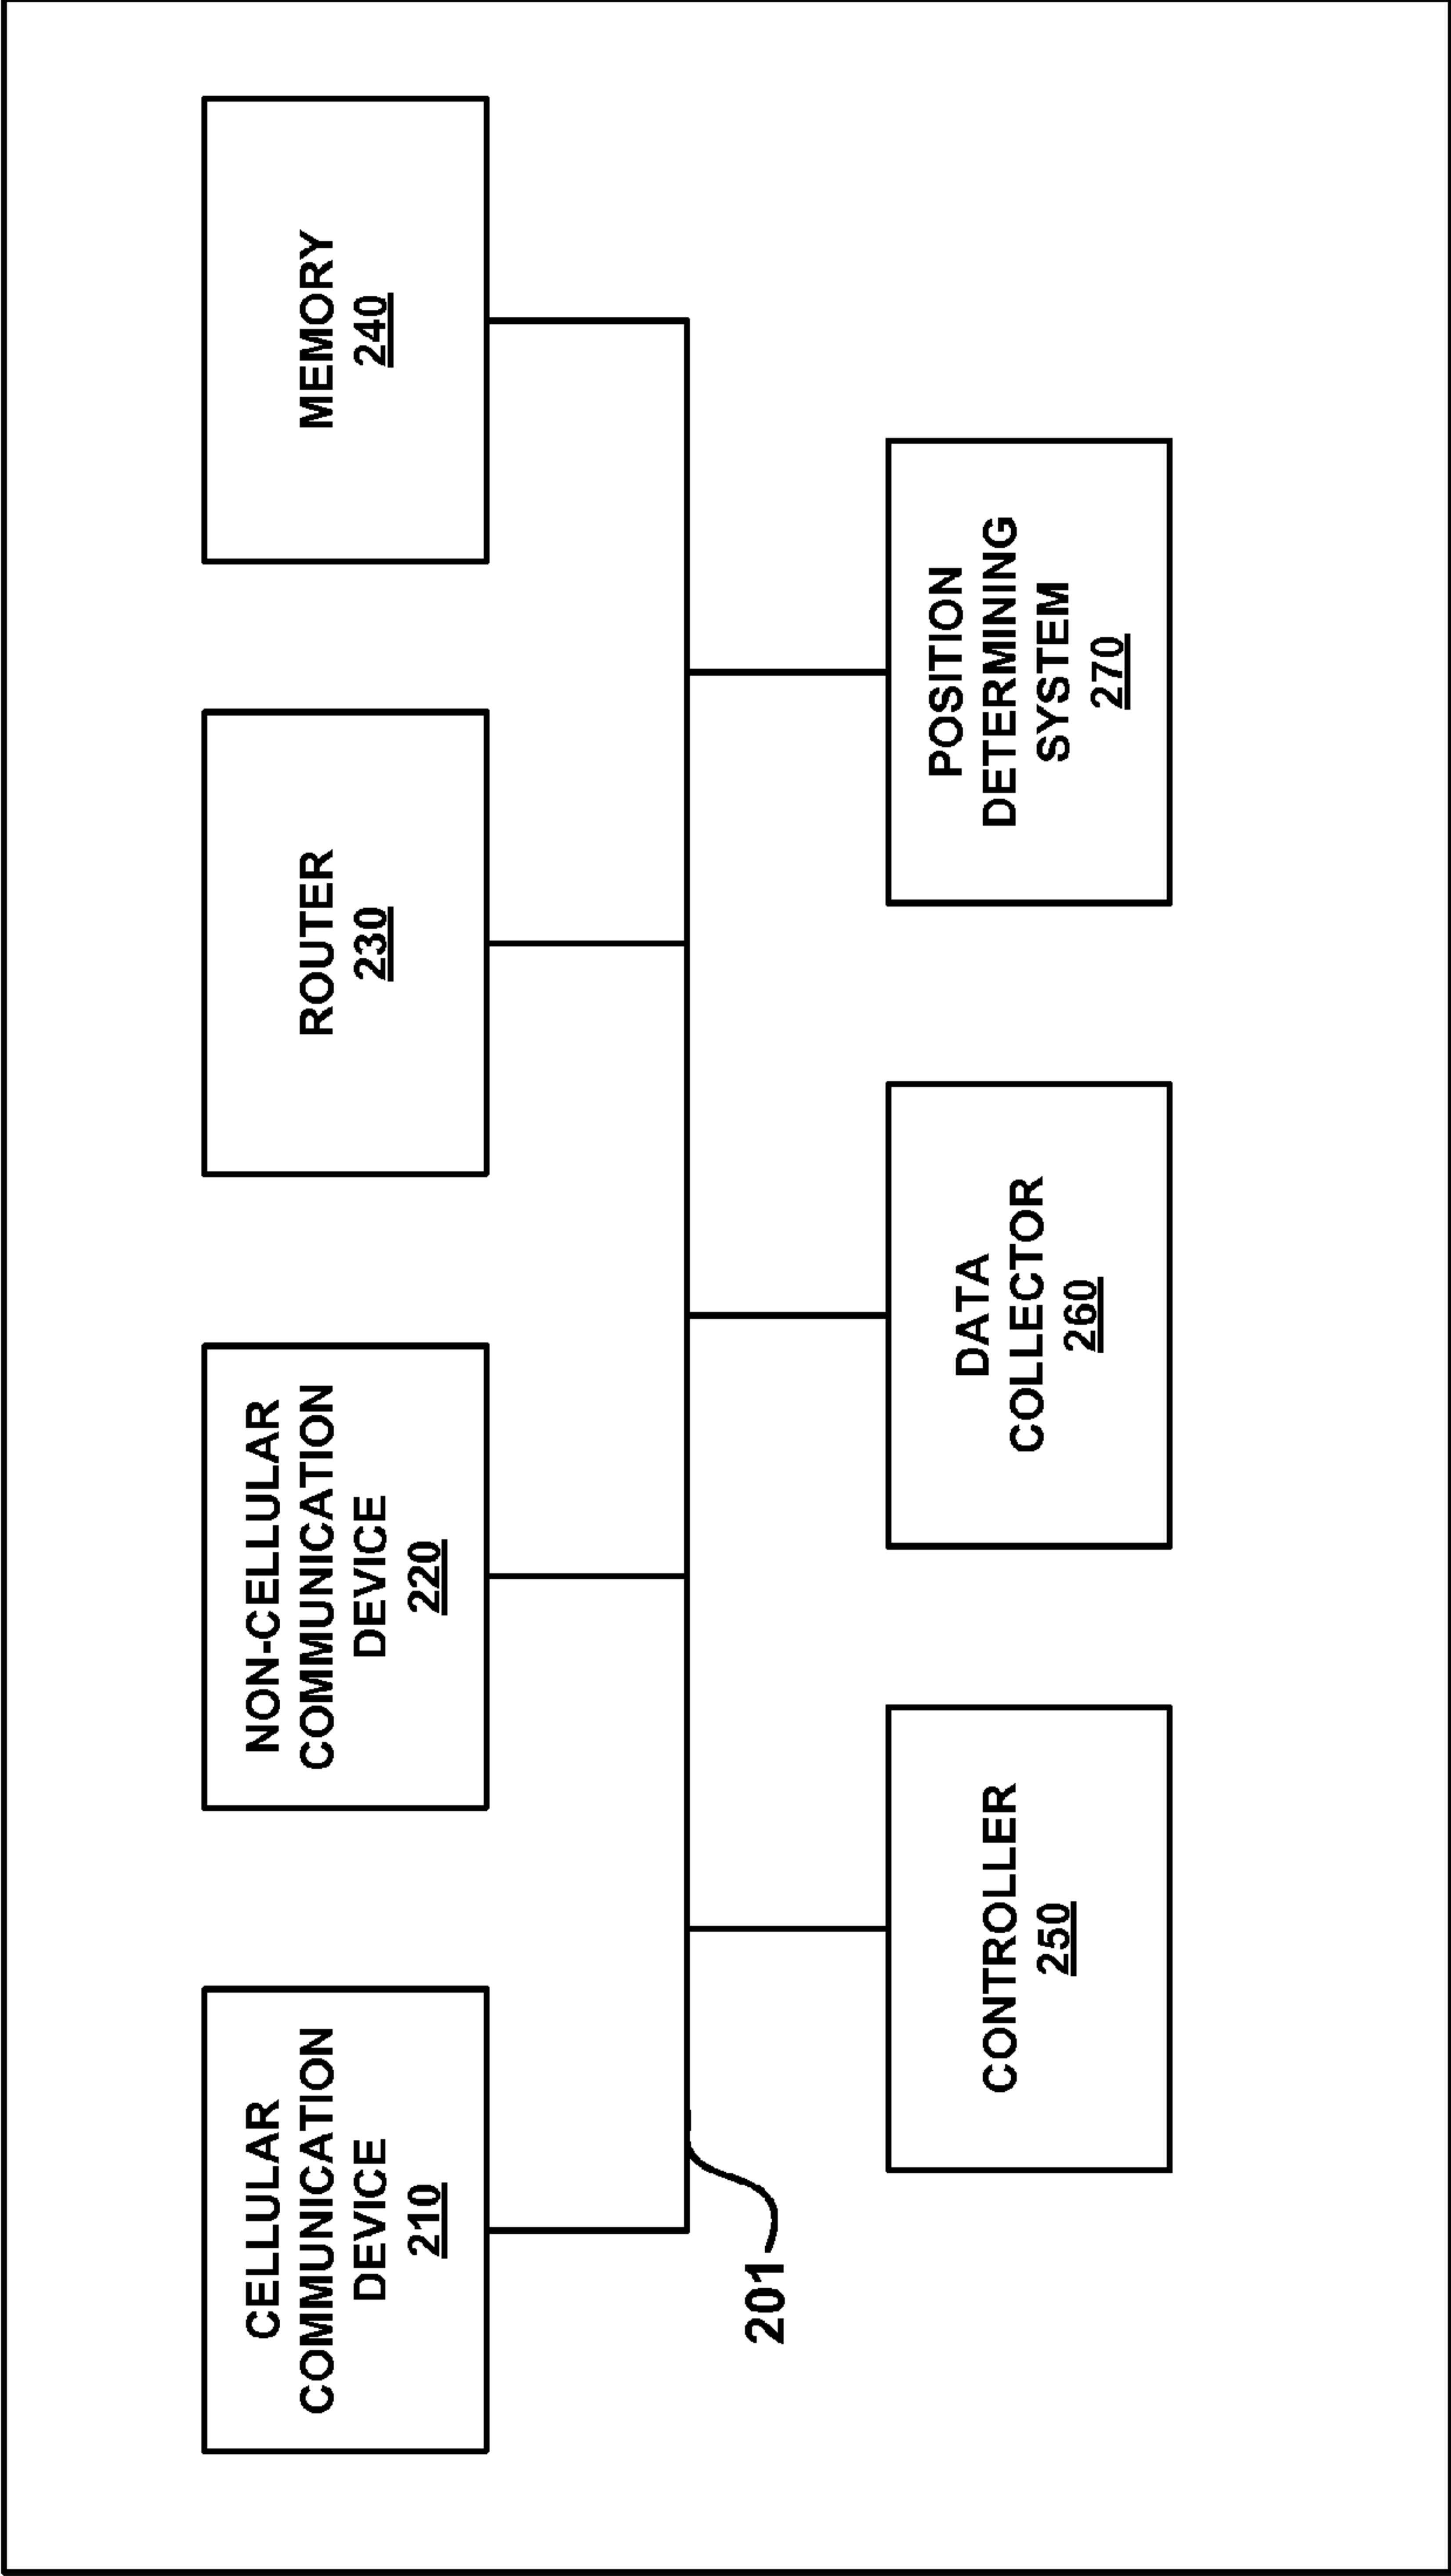 CELLULAR
COMMUNICATION
DEVICE
210
NON-CELLULAR
COMMUNICATION
DEVICE
220
ROUTER
230
MEMORY
240
201
CONTROLLER
250
DATA
COLLECTOR
260
POSITION
DETERMINING
SYSTEM
270